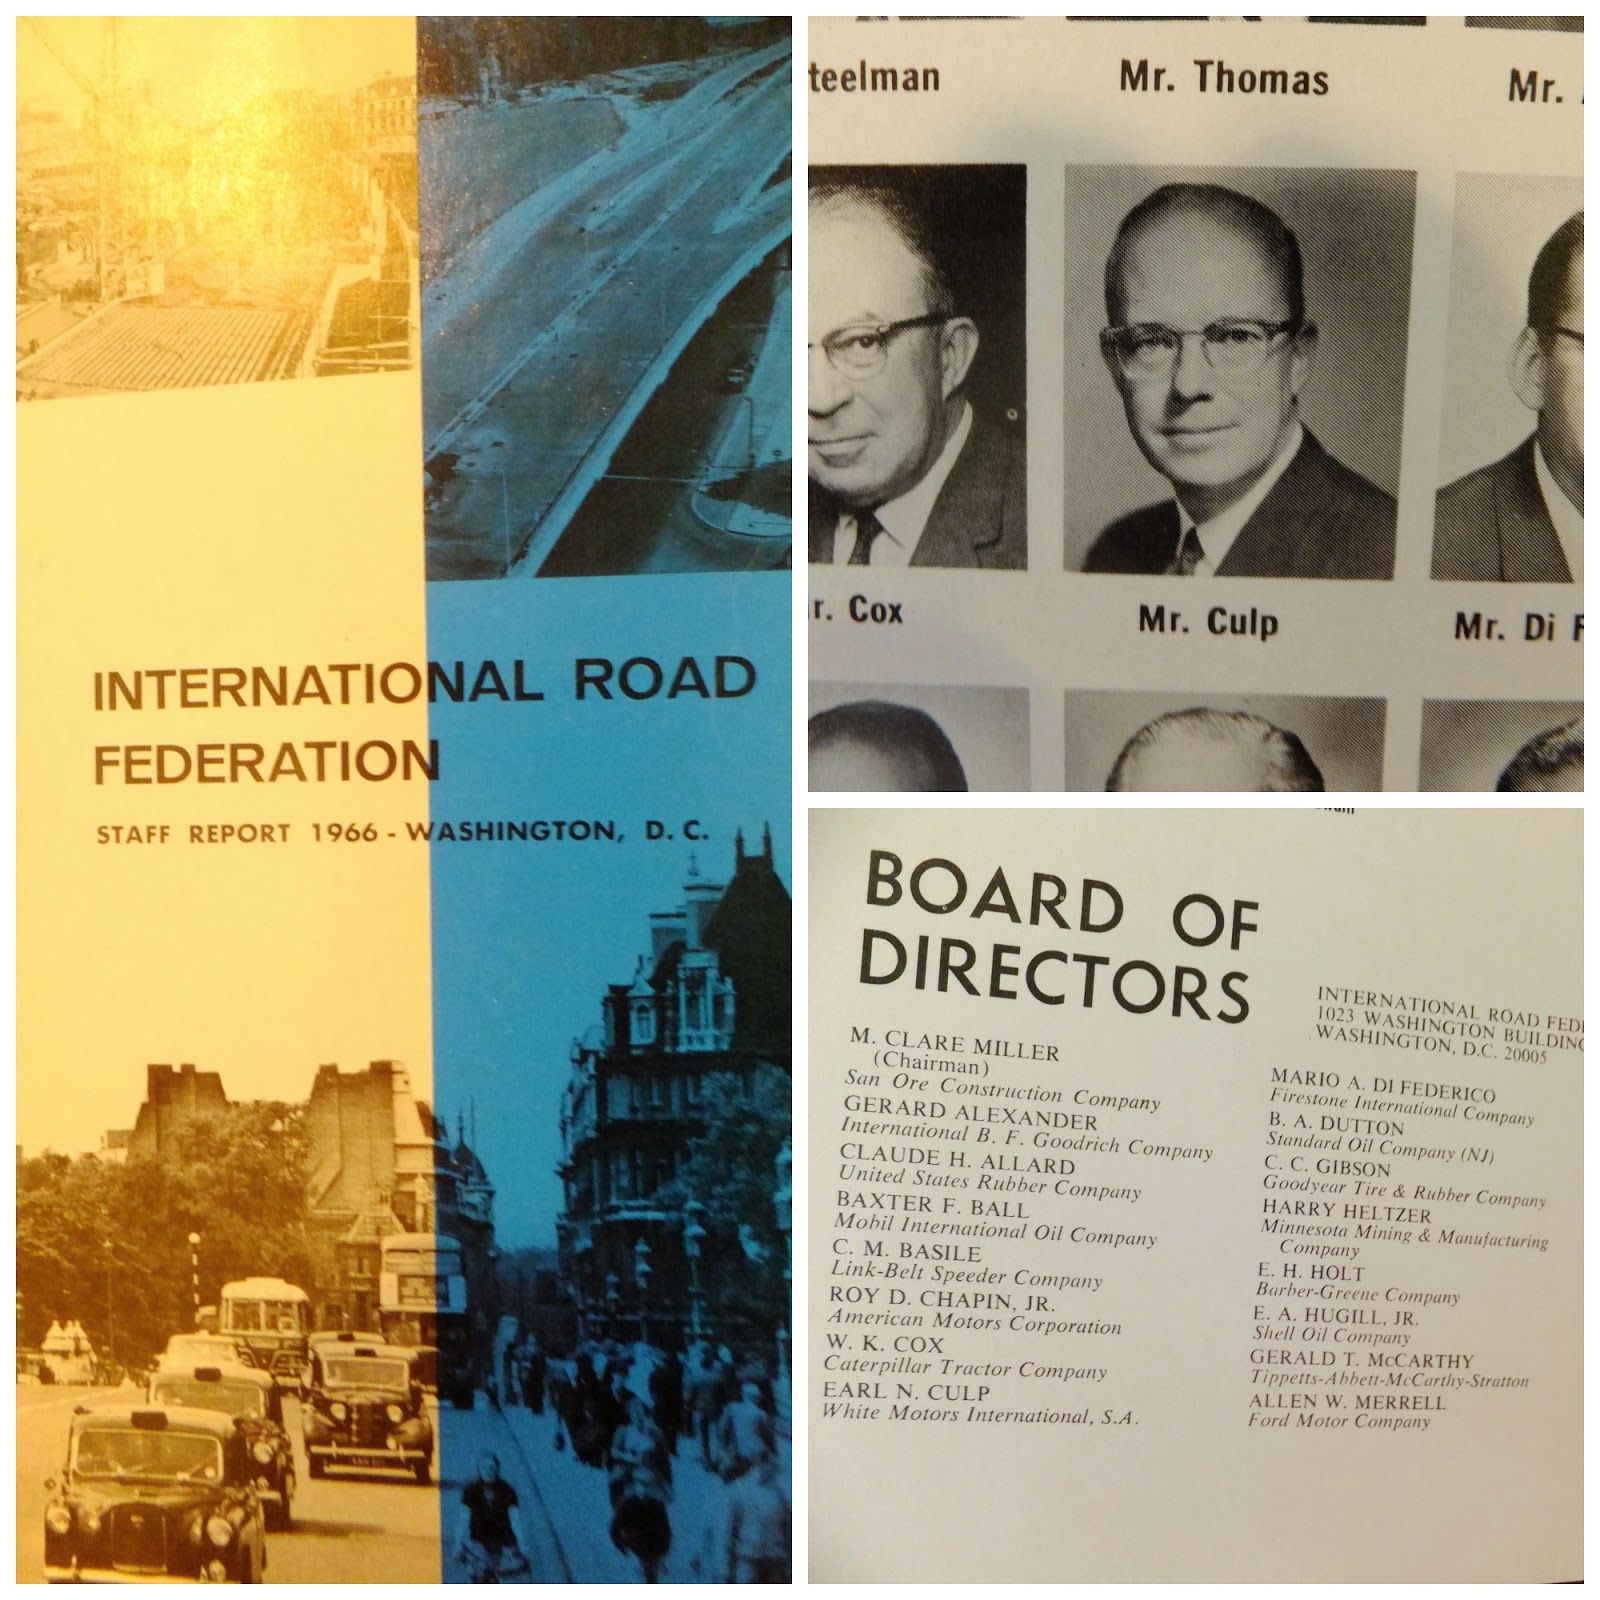 INTERNATIONAL ROAD
FEDERATION
STAFF REPORT 1966 - WASHINGTON, D. C.
teelman
Mr. Thomas
Mr.
r. Cox
Mr. Culp
Mr. Di F
BOARD OF
DIRECTORS
M. CLARE MILLER
(Chairman)
San Ore Construction Company
GERARD ALEXANDER
International B. F. Goodrich Company
CLAUDE H. ALLARD
United States Rubber Company
BAXTER F. BALL
Mobil International Oil Company
C. M. BASILE
Link-Belt Speeder Company
ROY D. CHAPIN, JR.
American Motors Corporation
W. K. COX
Caterpillar Tractor Company
EARL N. CULP
White Motors International, S.A.
INTERNATIONAL ROAD FEDE
1023 WASHINGTON BUILDING
WASHINGTON, D.C. 20005
MARIO A. DI FEDERICO
Firestone International Company
B. A. DUTTON
Standard Oil Company (NJ)
C. C. GIBSON
Goodyear Tire & Rubber Company
HARRY HELTZER
Minnesota Mining & Manufacturing
Company
E. H. HOLT
Barber-Greene Company
E. A. HUGILL, JR.
Shell Oil Company
GERALD T. McCARTHY
Tippetts-Abbett-McCarthy-Stratton
ALLEN W. MERRELL
Ford Motor Company